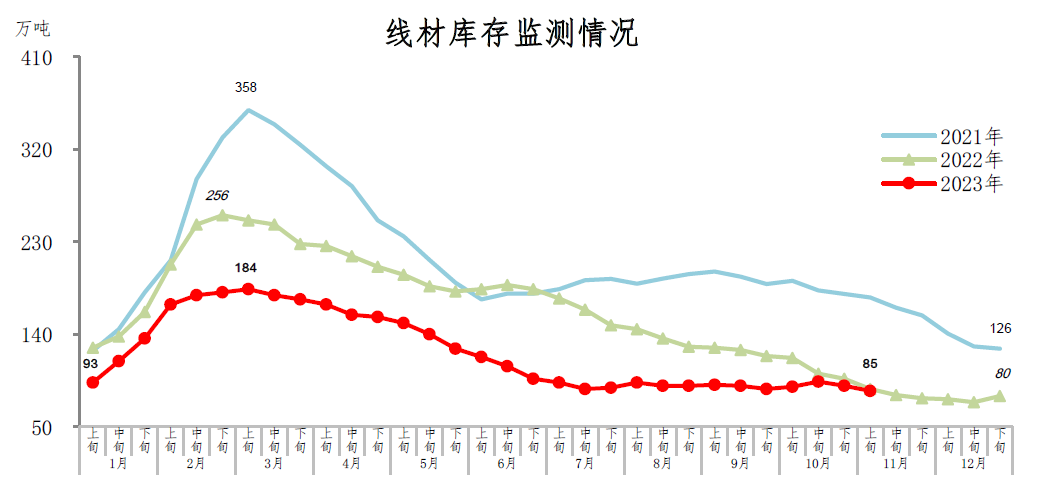 线材库存监测情况
万吨
410
320
230
140
50
358
256
184
93
85
126
80
2021年
2022年
2023年
上旬 中旬 下旬 上旬 中旬 下旬 上旬 中旬 下旬 上旬 中旬 下旬 上旬 中旬 下旬 上旬 中旬 下旬 上旬 中旬 下旬 上旬 中旬 下旬 上旬 中旬 下旬 上旬 中旬 下旬 上旬 中旬 下旬 上旬 中旬 下旬
1月 2月 3月 4月 5月 6月 7月 8月 9月 10月 11月 12月